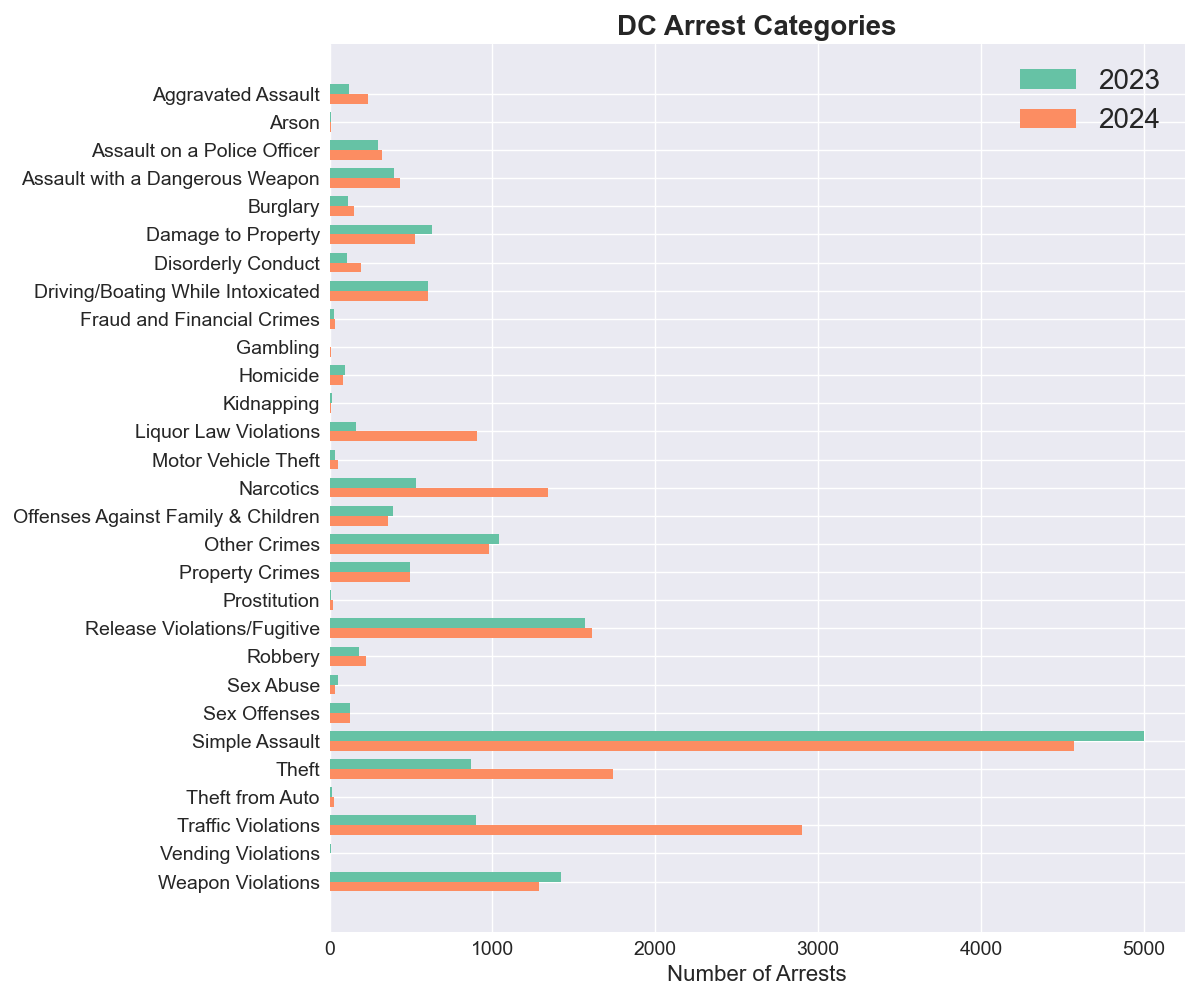 DC Arrest Categories
2023
2024
Aggravated Assault
Arson
Assault on a Police Officer
Assault with a Dangerous Weapon
Burglary
Damage to Property
Disorderly Conduct
Driving/Boating While Intoxicated
Fraud and Financial Crimes
Gambling
Homicide
Kidnapping
Liquor Law Violations
Motor Vehicle Theft
Narcotics
Offenses Against Family & Children
Other Crimes
Property Crimes
Prostitution
Release Violations/Fugitive
Robbery
Sex Abuse
Sex Offenses
Simple Assault
Theft
Theft from Auto
Traffic Violations
Vending Violations
Weapon Violations
0 1000 2000 3000 4000 5000
Number of Arrests